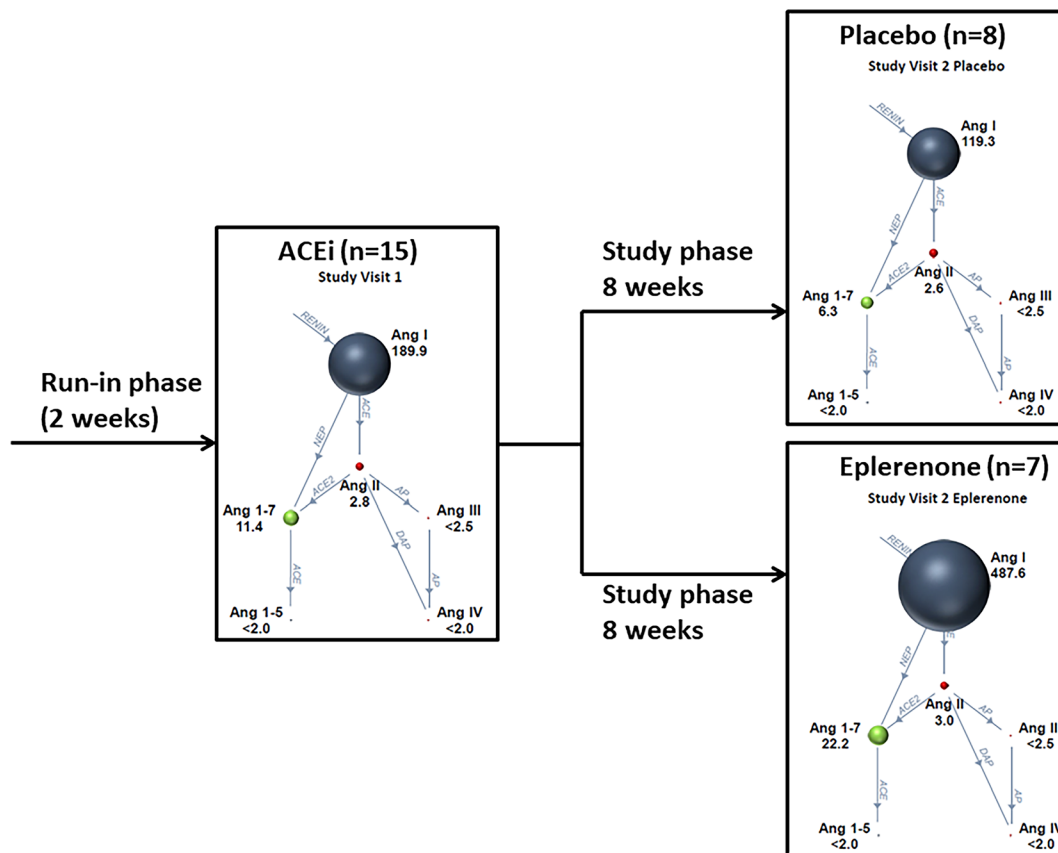 Run-in phase
(2 weeks)
ACEi (n=15)
Study Visit 1
RENIN
Ang I
189.9
ACE
NEP
Ang II
2.8
ACE2
AP
Ang 1-7
11.4
Ang III
<2.5
DAP
ACE
AP
Ang 1-5
<2.0
Ang IV
<2.0
Study phase
8 weeks
Study phase
8 weeks
Placebo (n=8)
Study Visit 2 Placebo
RENIN
Ang I
119.3
ACE
NEP
Ang II
2.6
ACE2
AP
Ang 1-7
6.3
Ang III
<2.5
DAP
ACE
AP
Ang 1-5
<2.0
Ang IV
<2.0
Eplerenone (n=7)
Study Visit 2 Eplerenone
RENIN
Ang I
487.6
NEP
Ang II
3.0
ACE2
AP
Ang 1-7
22.2
Ang II
<2.5
DAP
ACE
AP
Ang 1-5
<2.0
Ang IV
<2.0